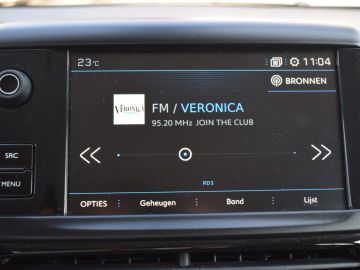 23°C
11:04
BRONNEN
VERONICA
FM / VERONICA
95.20 MHz JOIN THE CLUB
SRC
MENU
RDS
OPTIES Geheugen Band Lijst